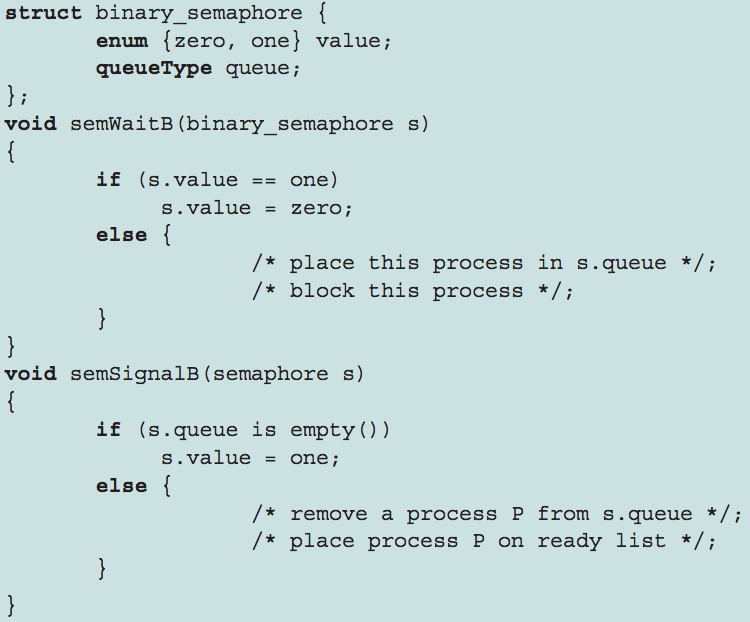 struct binary_semaphore {
enum {zero, one} value;
queueType queue;
};
void semWaitB(binary_semaphore s)
{
if (s.value == one)
s.value = zero;
else {
/* place this process in s.queue */;
/* block this process */;
}
}
void semSignalB(semaphore s)
{
if (s.queue is empty())
s.value = one;
else {
/* remove a process P from s.queue */;
/* place process P on ready list */;
}
}